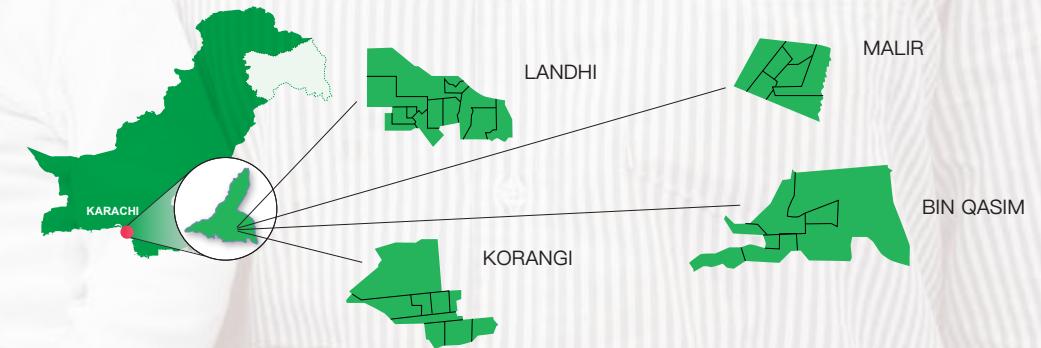 LANDHI
MALIR
KARACHI
BIN QASIM
KORANGI